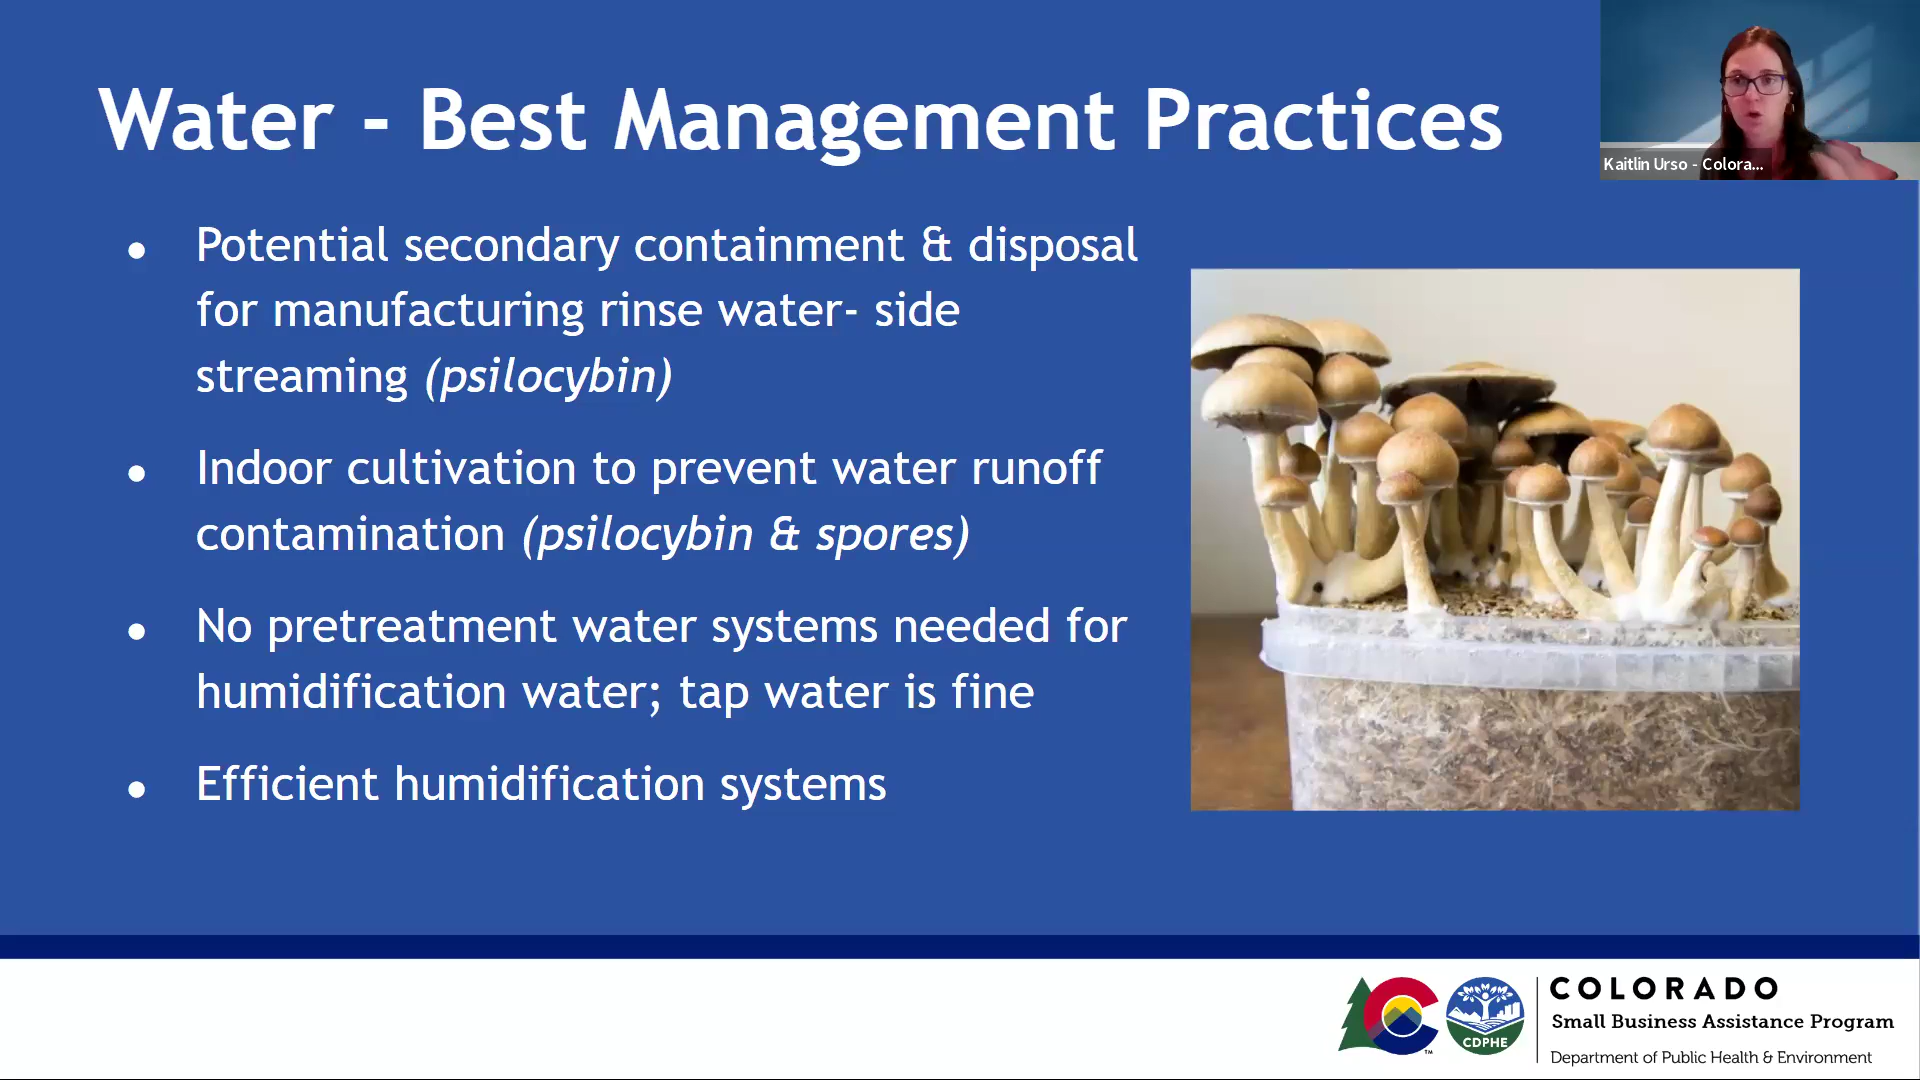 Water - Best Management Practices
Kaitlin Urso - Colora...
● Potential secondary containment & disposal
for manufacturing rinse water- side
streaming (psilocybin)
● Indoor cultivation to prevent water runoff
contamination (psilocybin & spores)
● No pretreatment water systems needed for
humidification water; tap water is fine
● Efficient humidification systems
CDPHE
TM
COLORADO
Small Business Assistance Program
Department of Public Health & Environment